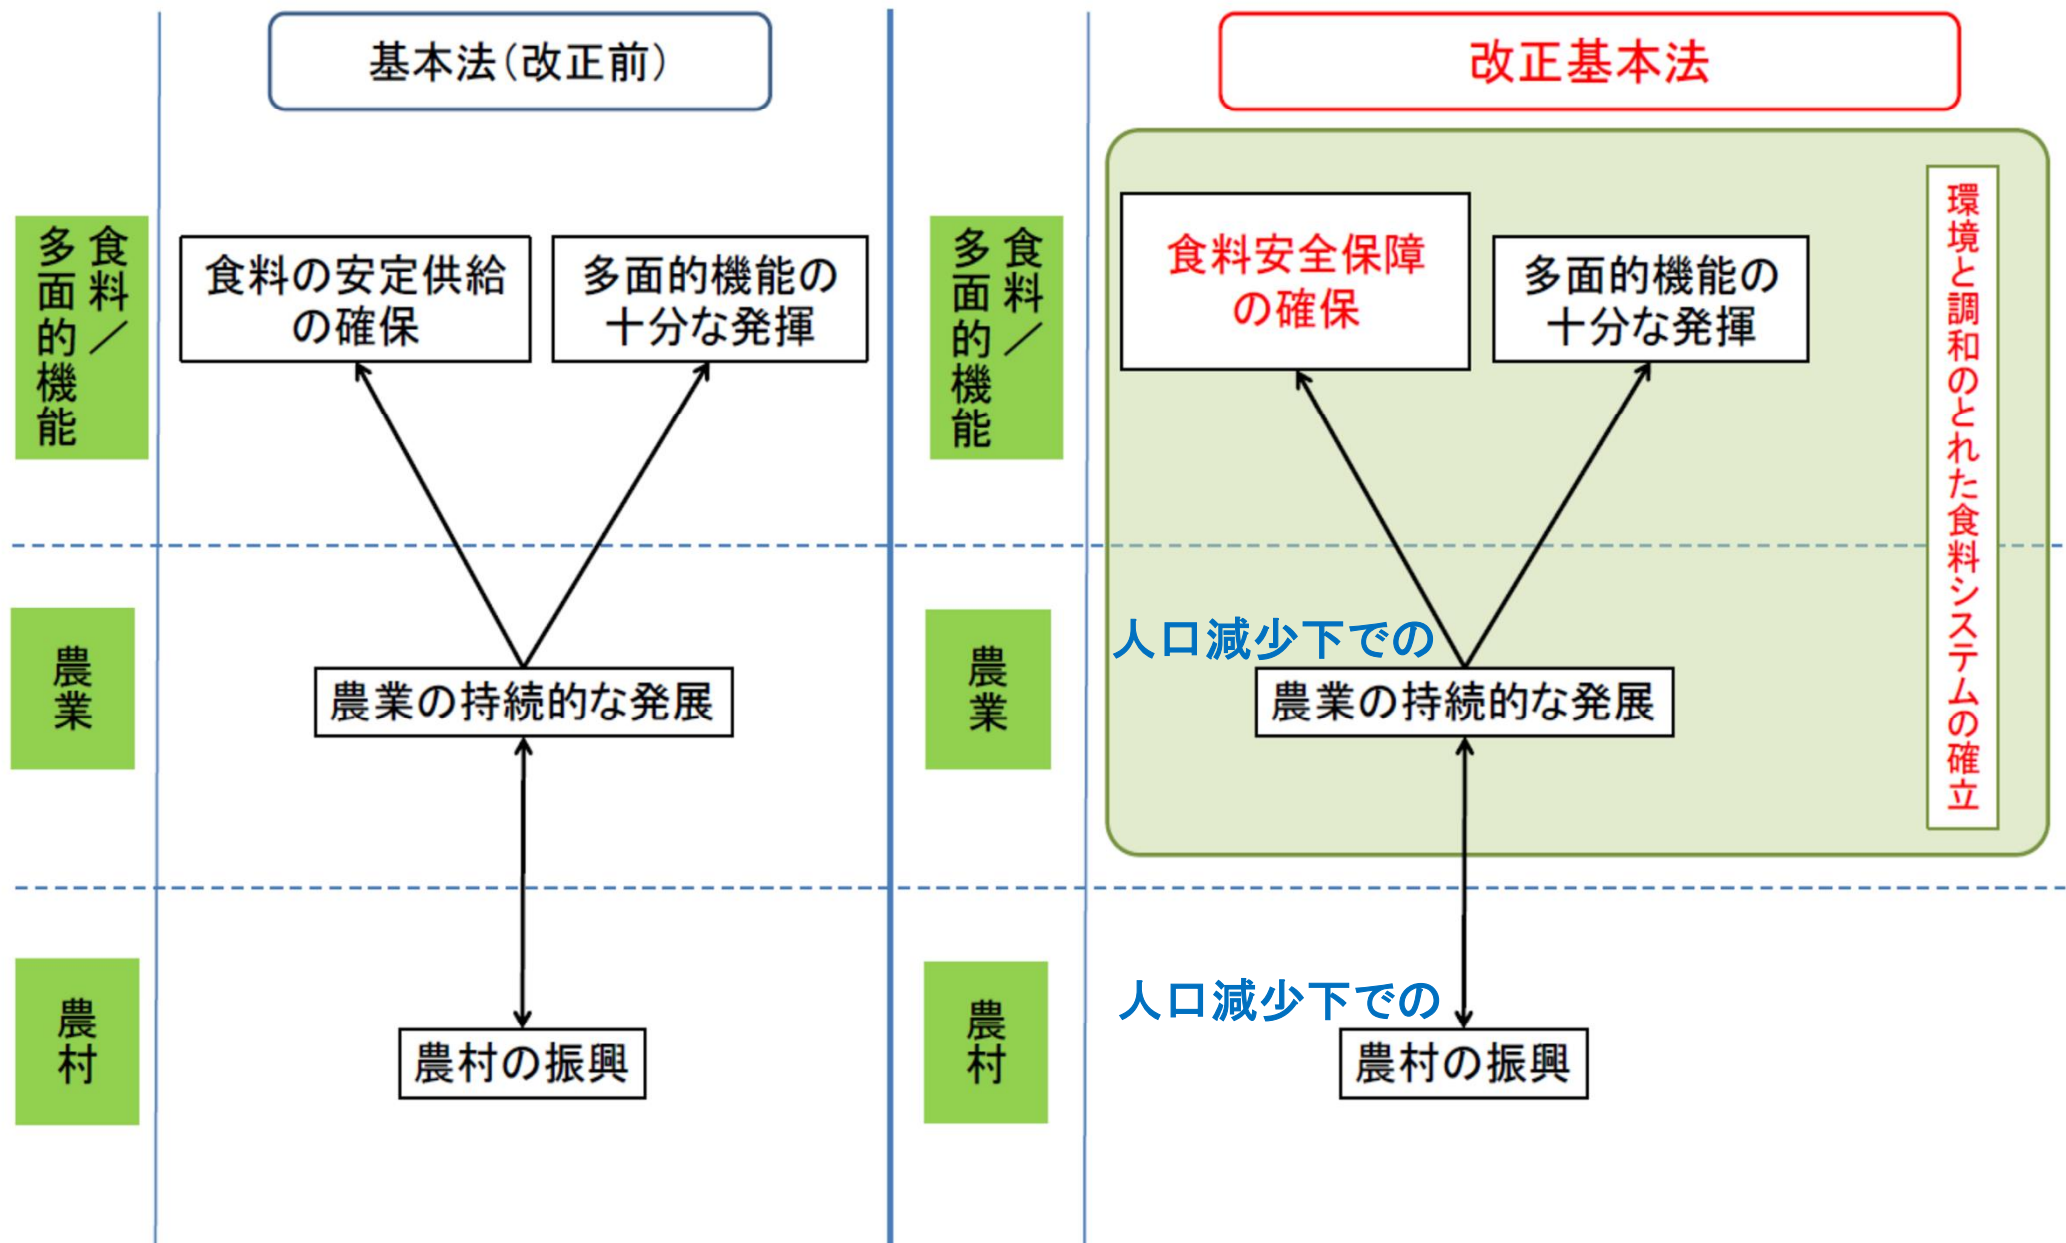 基本法(改正前)
食料/
多面的機能
食料の安定供給
の確保
多面的機能の
十分な発揮
農業
農業の持続的な発展
農村
農村の振興
改正基本法
食料/
多面的機能
食料安全保障
の確保
多面的機能の
十分な発揮
環境と調和のとれた食料システムの確立
農業
人口減少下での
農業の持続的な発展
農村
人口減少下での
農村の振興